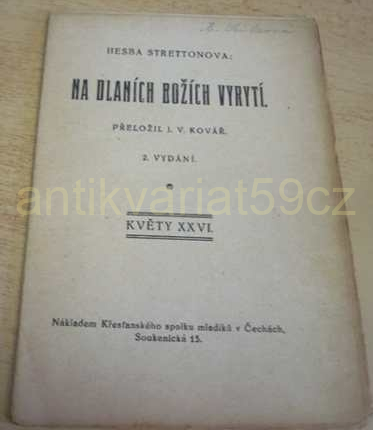 HESBA STRETTONOVA:
NA DLANÍCH BOŽÍCH VYRYTÍ.
PŘELOŽIL J. V. KOVÁŘ.
2. VYDÁNÍ.
antikvariat59cz
KVĚTY XXVI.
Nákladem Křesťanského spolku mladíků v Čechách,
Soukenická 15.